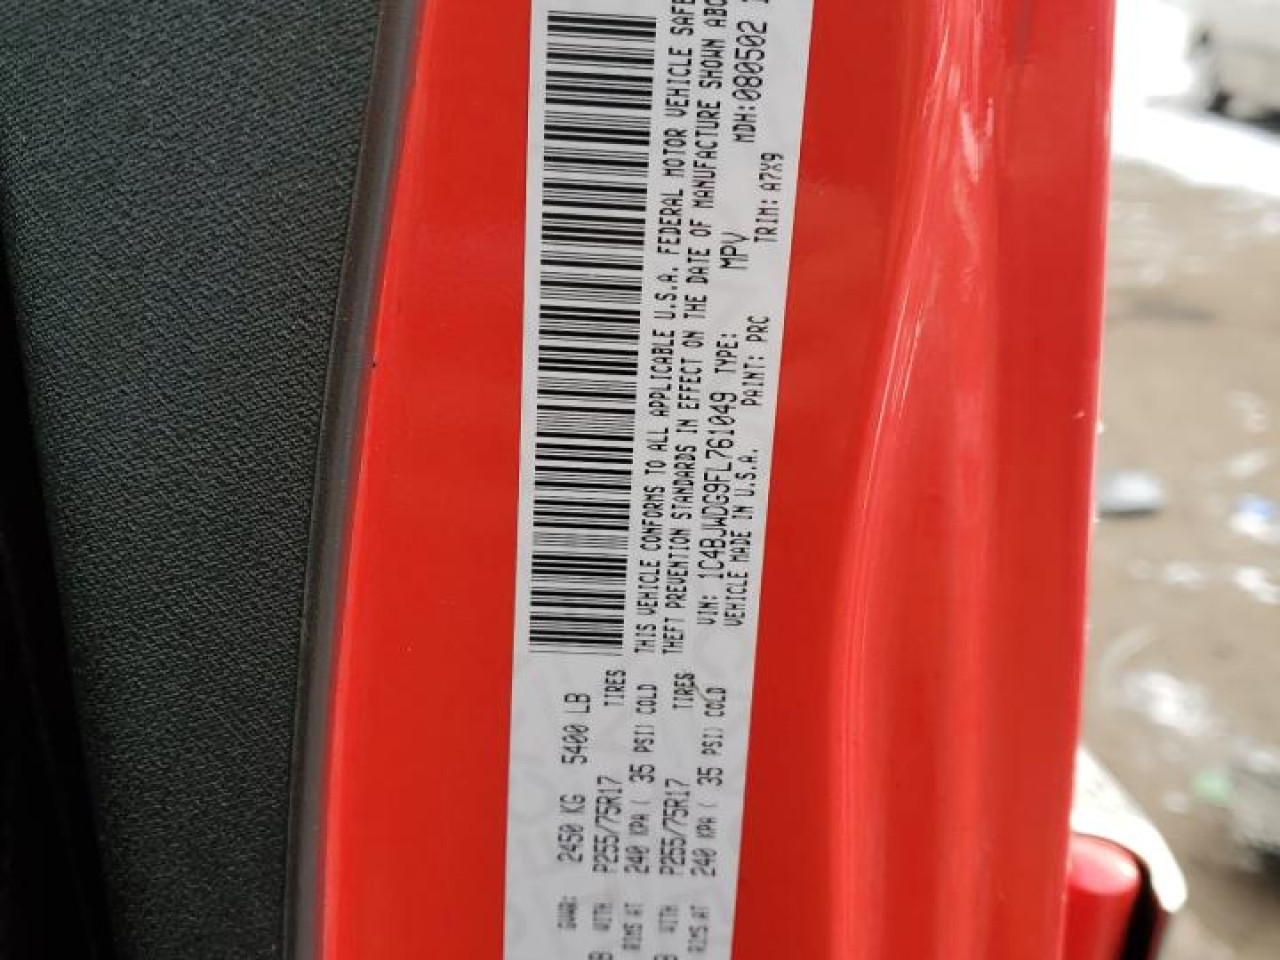 GVWR: 2450 KG 5400 LB
B WITH P255/75R17 TIRES
RIMS AT 240 KPA ( 35 PSI) COLD
B WITH P255/75R17 TIRES
RIMS AT 240 KPA ( 35 PSI) COLD
THIS VEHICLE CONFORMS TO ALL APPLICABLE U.S.A. FEDERAL MOTOR VEHICLE SAFE
THEFT PREVENTION STANDARDS IN EFFECT ON THE DATE OF MANUFACTURE SHOWN ABO
VIN: 1C4BJWDG9FL761049 TYPE: MPV MDH:080502 1
VEHICLE MADE IN U.S.A. PAINT: PRC TRIM: A7X9